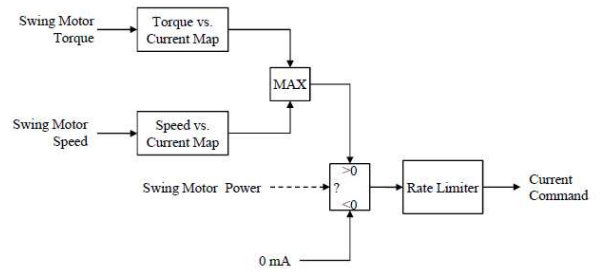 Swing Motor
Torque
Torque vs.
Current Map
MAX
Swing Motor
Speed
Speed vs.
Current Map
>0
?
<0
Swing Motor Power
Rate Limiter
Current
Command
0 mA